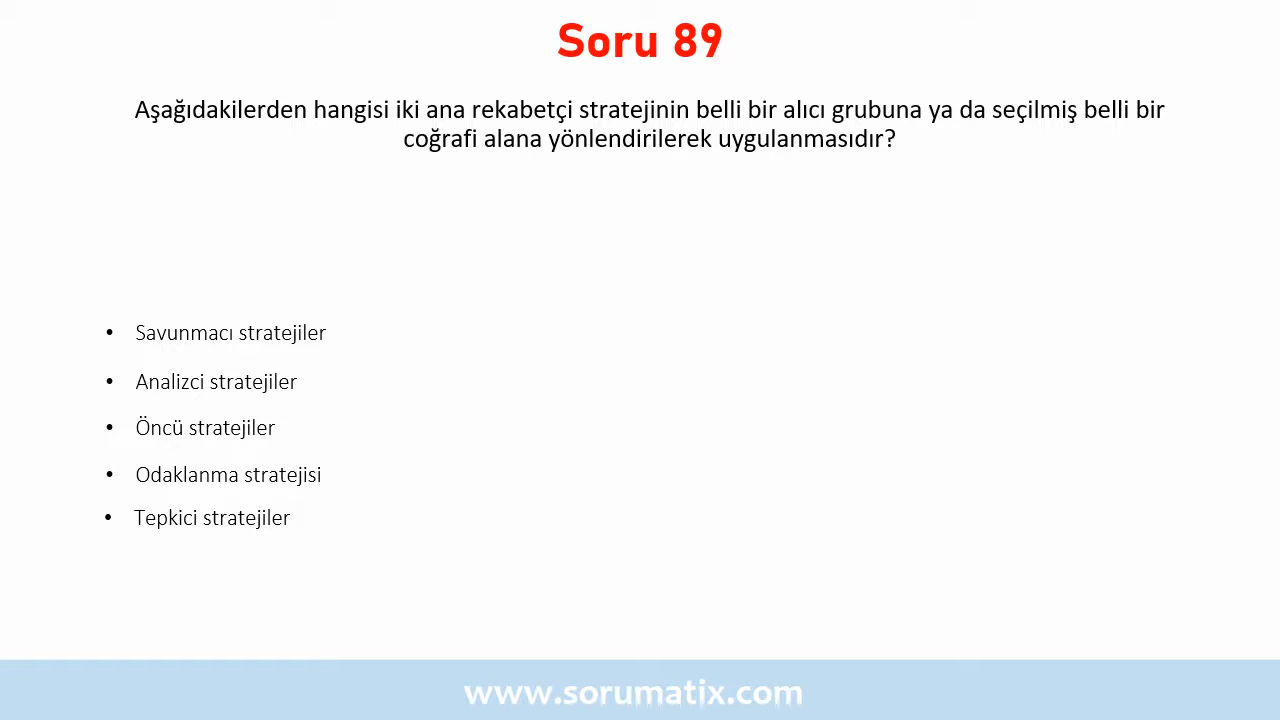 Soru 89
Aşağıdakilerden hangisi iki ana rekabetçi stratejinin belli bir alıcı grubuna ya da seçilmiş belli bir
coğrafi alana yönlendirilerek uygulanmasıdır?
• Savunmacı stratejiler
• Analizci stratejiler
• Öncü stratejiler
• Odaklanma stratejisi
• Tepkici stratejiler
www.sorumatix.com